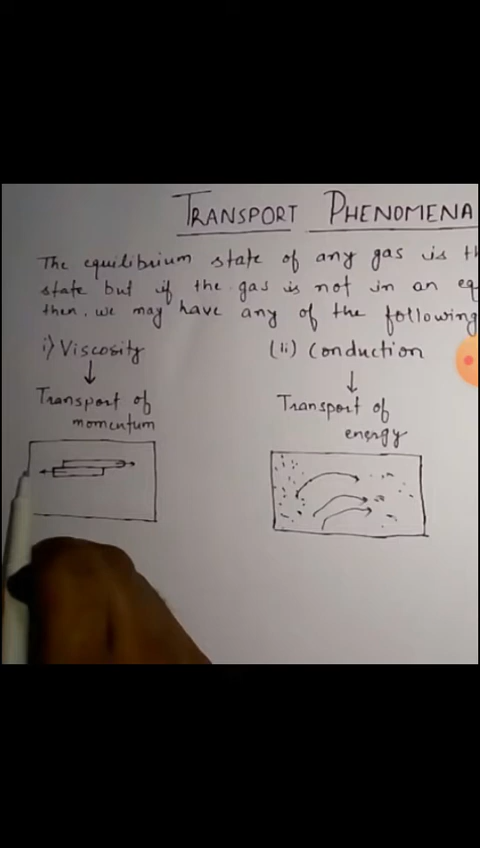 TRANSPORT PHENOMENA
The equilibrium state of any gas is
state but if the gas is not in an
then, we may have any of the following
i) Viscosity
Transport of
momentum
(ii) Conduction
Transport of
energy